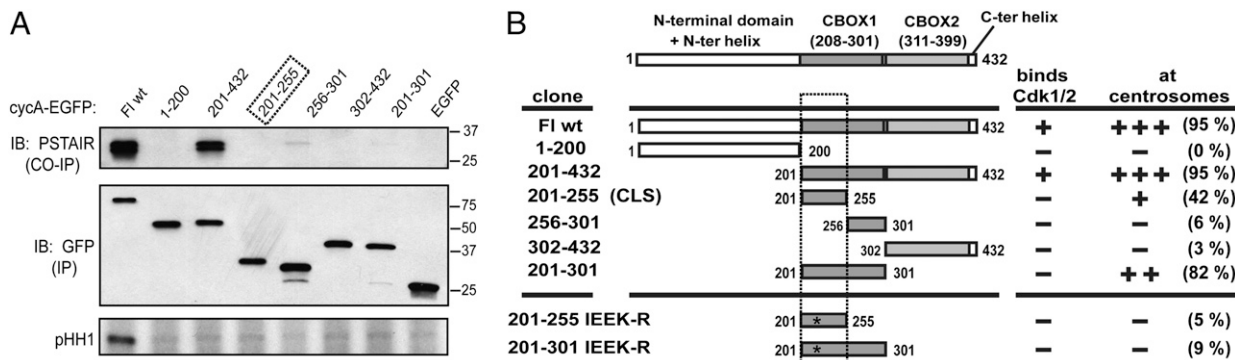 A
cycA-EGFP:
Fl wt
1-200
201-432
201-255
256-301
302-432
201-301
EGFP
IB: PSTAIR
(CO-IP)
37
25
IB: GFP
(IP)
75
50
37
25
pHH1
B
N-terminal domain
+ N-ter helix
CBOX1
(208-301)
CBOX2
(311-399)
C-ter helix
1
432
clone
binds
Cdk1/2
at
centrosomes
Fl wt 1 432 + +++ (95 %)
1-200 1 200 – – (0 %)
201-432 201 432 + +++ (95 %)
201-255 (CLS) 201 255 – + (42 %)
256-301 256 301 – – (6 %)
302-432 302 432 – – (3 %)
201-301 201 301 – ++ (82 %)
201-255 IEEK-R 201 * 255 – – (5 %)
201-301 IEEK-R 201 * 301 – – (9 %)